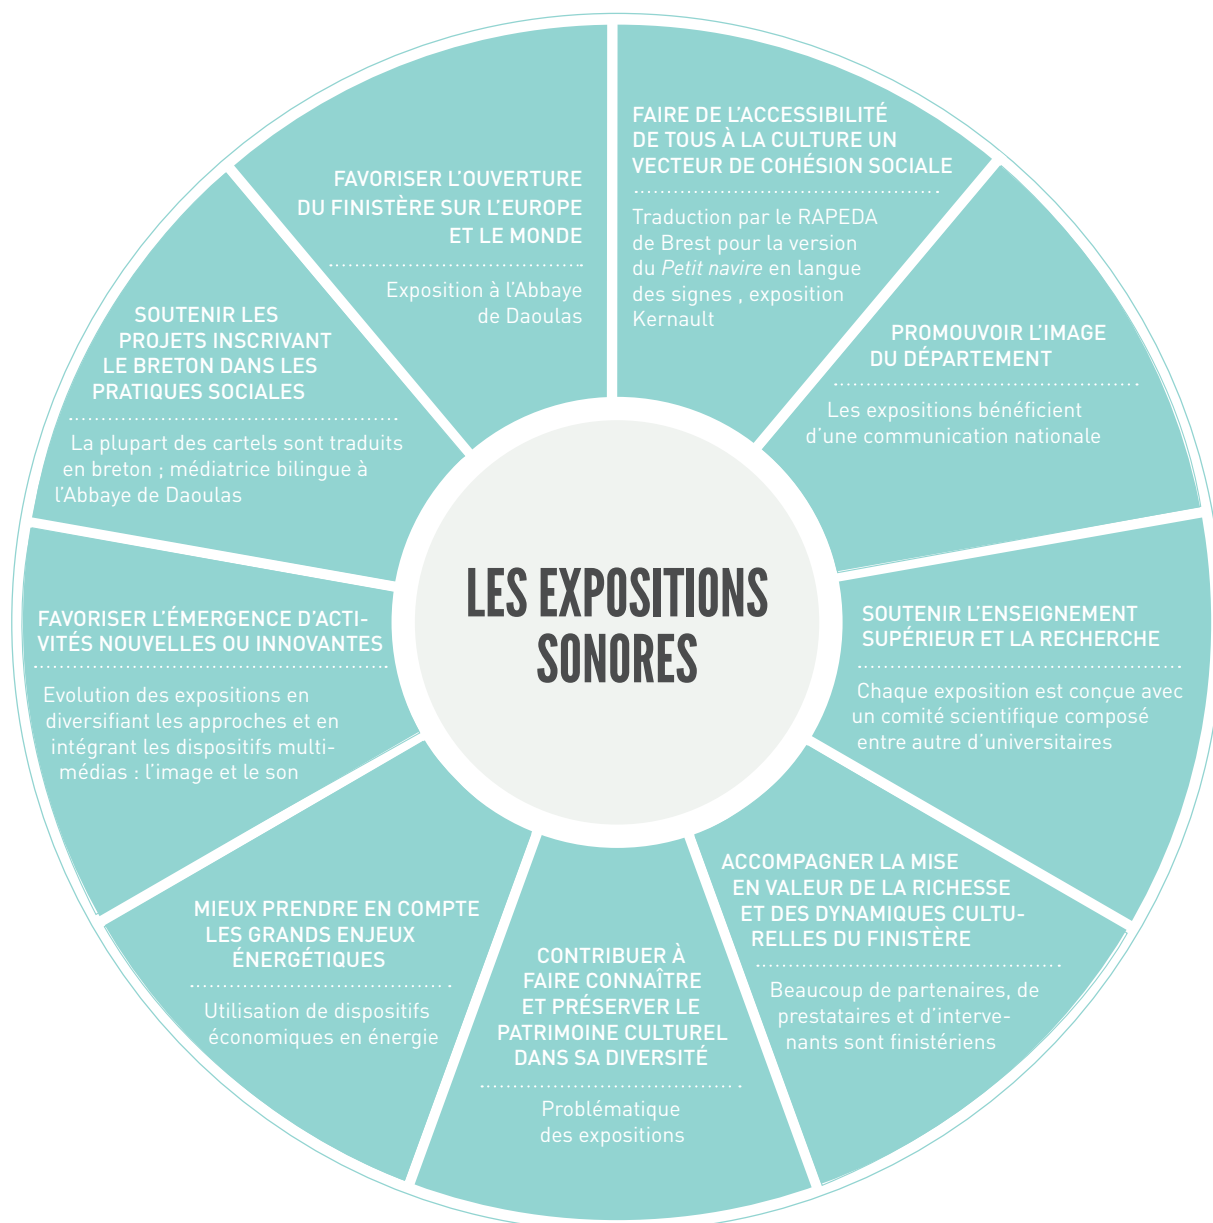 LES EXPOSITIONS
SONORES
FAIRE DE L’ACCESSIBILITÉ
DE TOUS À LA CULTURE UN
VECTEUR DE COHÉSION SOCIALE
Traduction par le RAPEDA
de Brest pour la version
du Petit navire en langue
des signes , exposition
Kernault
PROMOUVOIR L’IMAGE
DU DÉPARTEMENT
Les expositions bénéficient
d’une communication nationale
SOUTENIR L’ENSEIGNEMENT
SUPÉRIEUR ET LA RECHERCHE
Chaque exposition est conçue avec
un comité scientifique composé
entre autre d’universitaires
ACCOMPAGNER LA MISE
EN VALEUR DE LA RICHESSE
ET DES DYNAMIQUES CULTU-
RELLES DU FINISTÈRE
Beaucoup de partenaires, de
prestataires et d’interve-
nants sont finistériens
CONTRIBUER À
FAIRE CONNAÎTRE
ET PRÉSERVER LE
PATRIMOINE CULTUREL
DANS SA DIVERSITÉ
Problématique
des expositions
MIEUX PRENDRE EN COMPTE
LES GRANDS ENJEUX
ÉNERGÉTIQUES
Utilisation de dispositifs
économiques en énergie
FAVORISER L’ÉMERGENCE D’ACTI-
VITÉS NOUVELLES OU INNOVANTES
Evolution des expositions en
diversifiant les approches et en
intégrant les dispositifs multi-
médias : l’image et le son
SOUTENIR LES
PROJETS INSCRIVANT
LE BRETON DANS LES
PRATIQUES SOCIALES
La plupart des cartels sont traduits
en breton ; médiatrice bilingue à
l’Abbaye de Daoulas
FAVORISER L’OUVERTURE
DU FINISTÈRE SUR L’EUROPE
ET LE MONDE
Exposition à l’Abbaye
de Daoulas